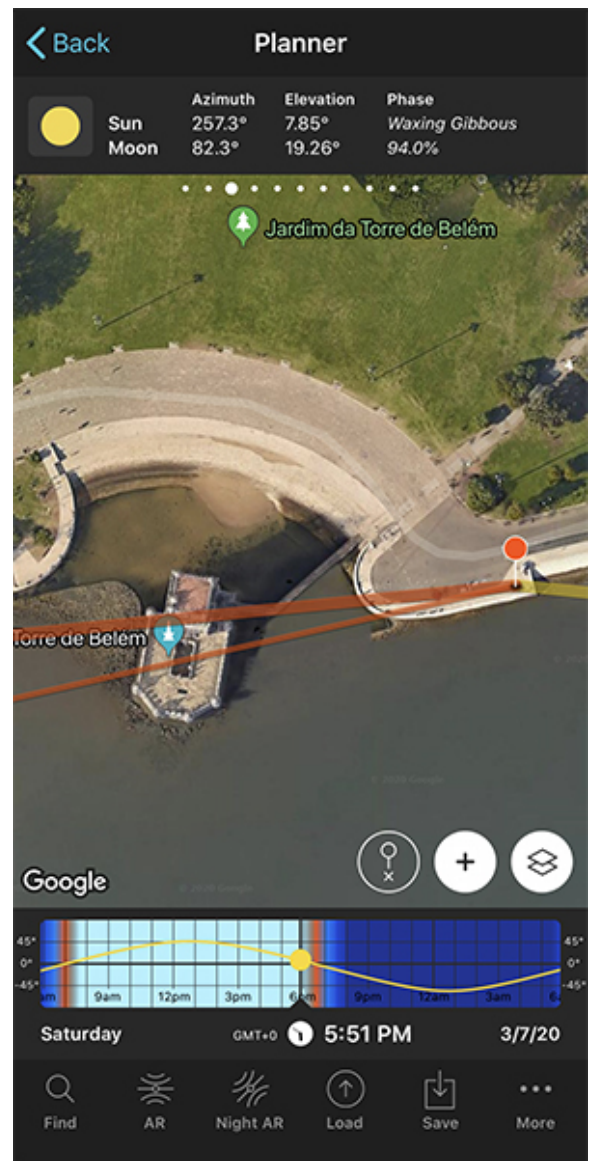 Back
Planner
Azimuth Elevation Phase
Sun 257.3° 7.85° Waxing Gibbous
Moon 82.3° 19.26° 94.0%
Jardim da Torre de Belém
Torre de Belém
Google
45° 45°
0° 0°
-45° -45°
9am 12pm 3pm 6pm 9pm 12am 3am
Saturday GMT+0 5:51 PM 3/7/20
Find AR Night AR Load Save More